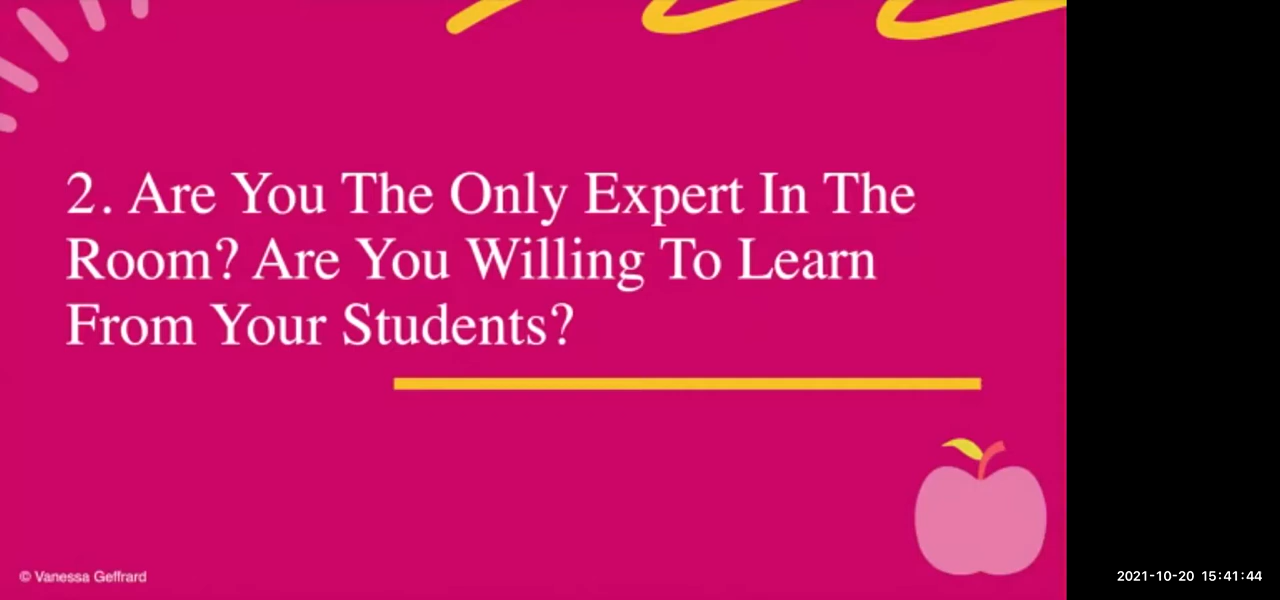 2. Are You The Only Expert In The
Room? Are You Willing To Learn
From Your Students?
© Vanessa Geffrard
2021-10-20 15:41:44